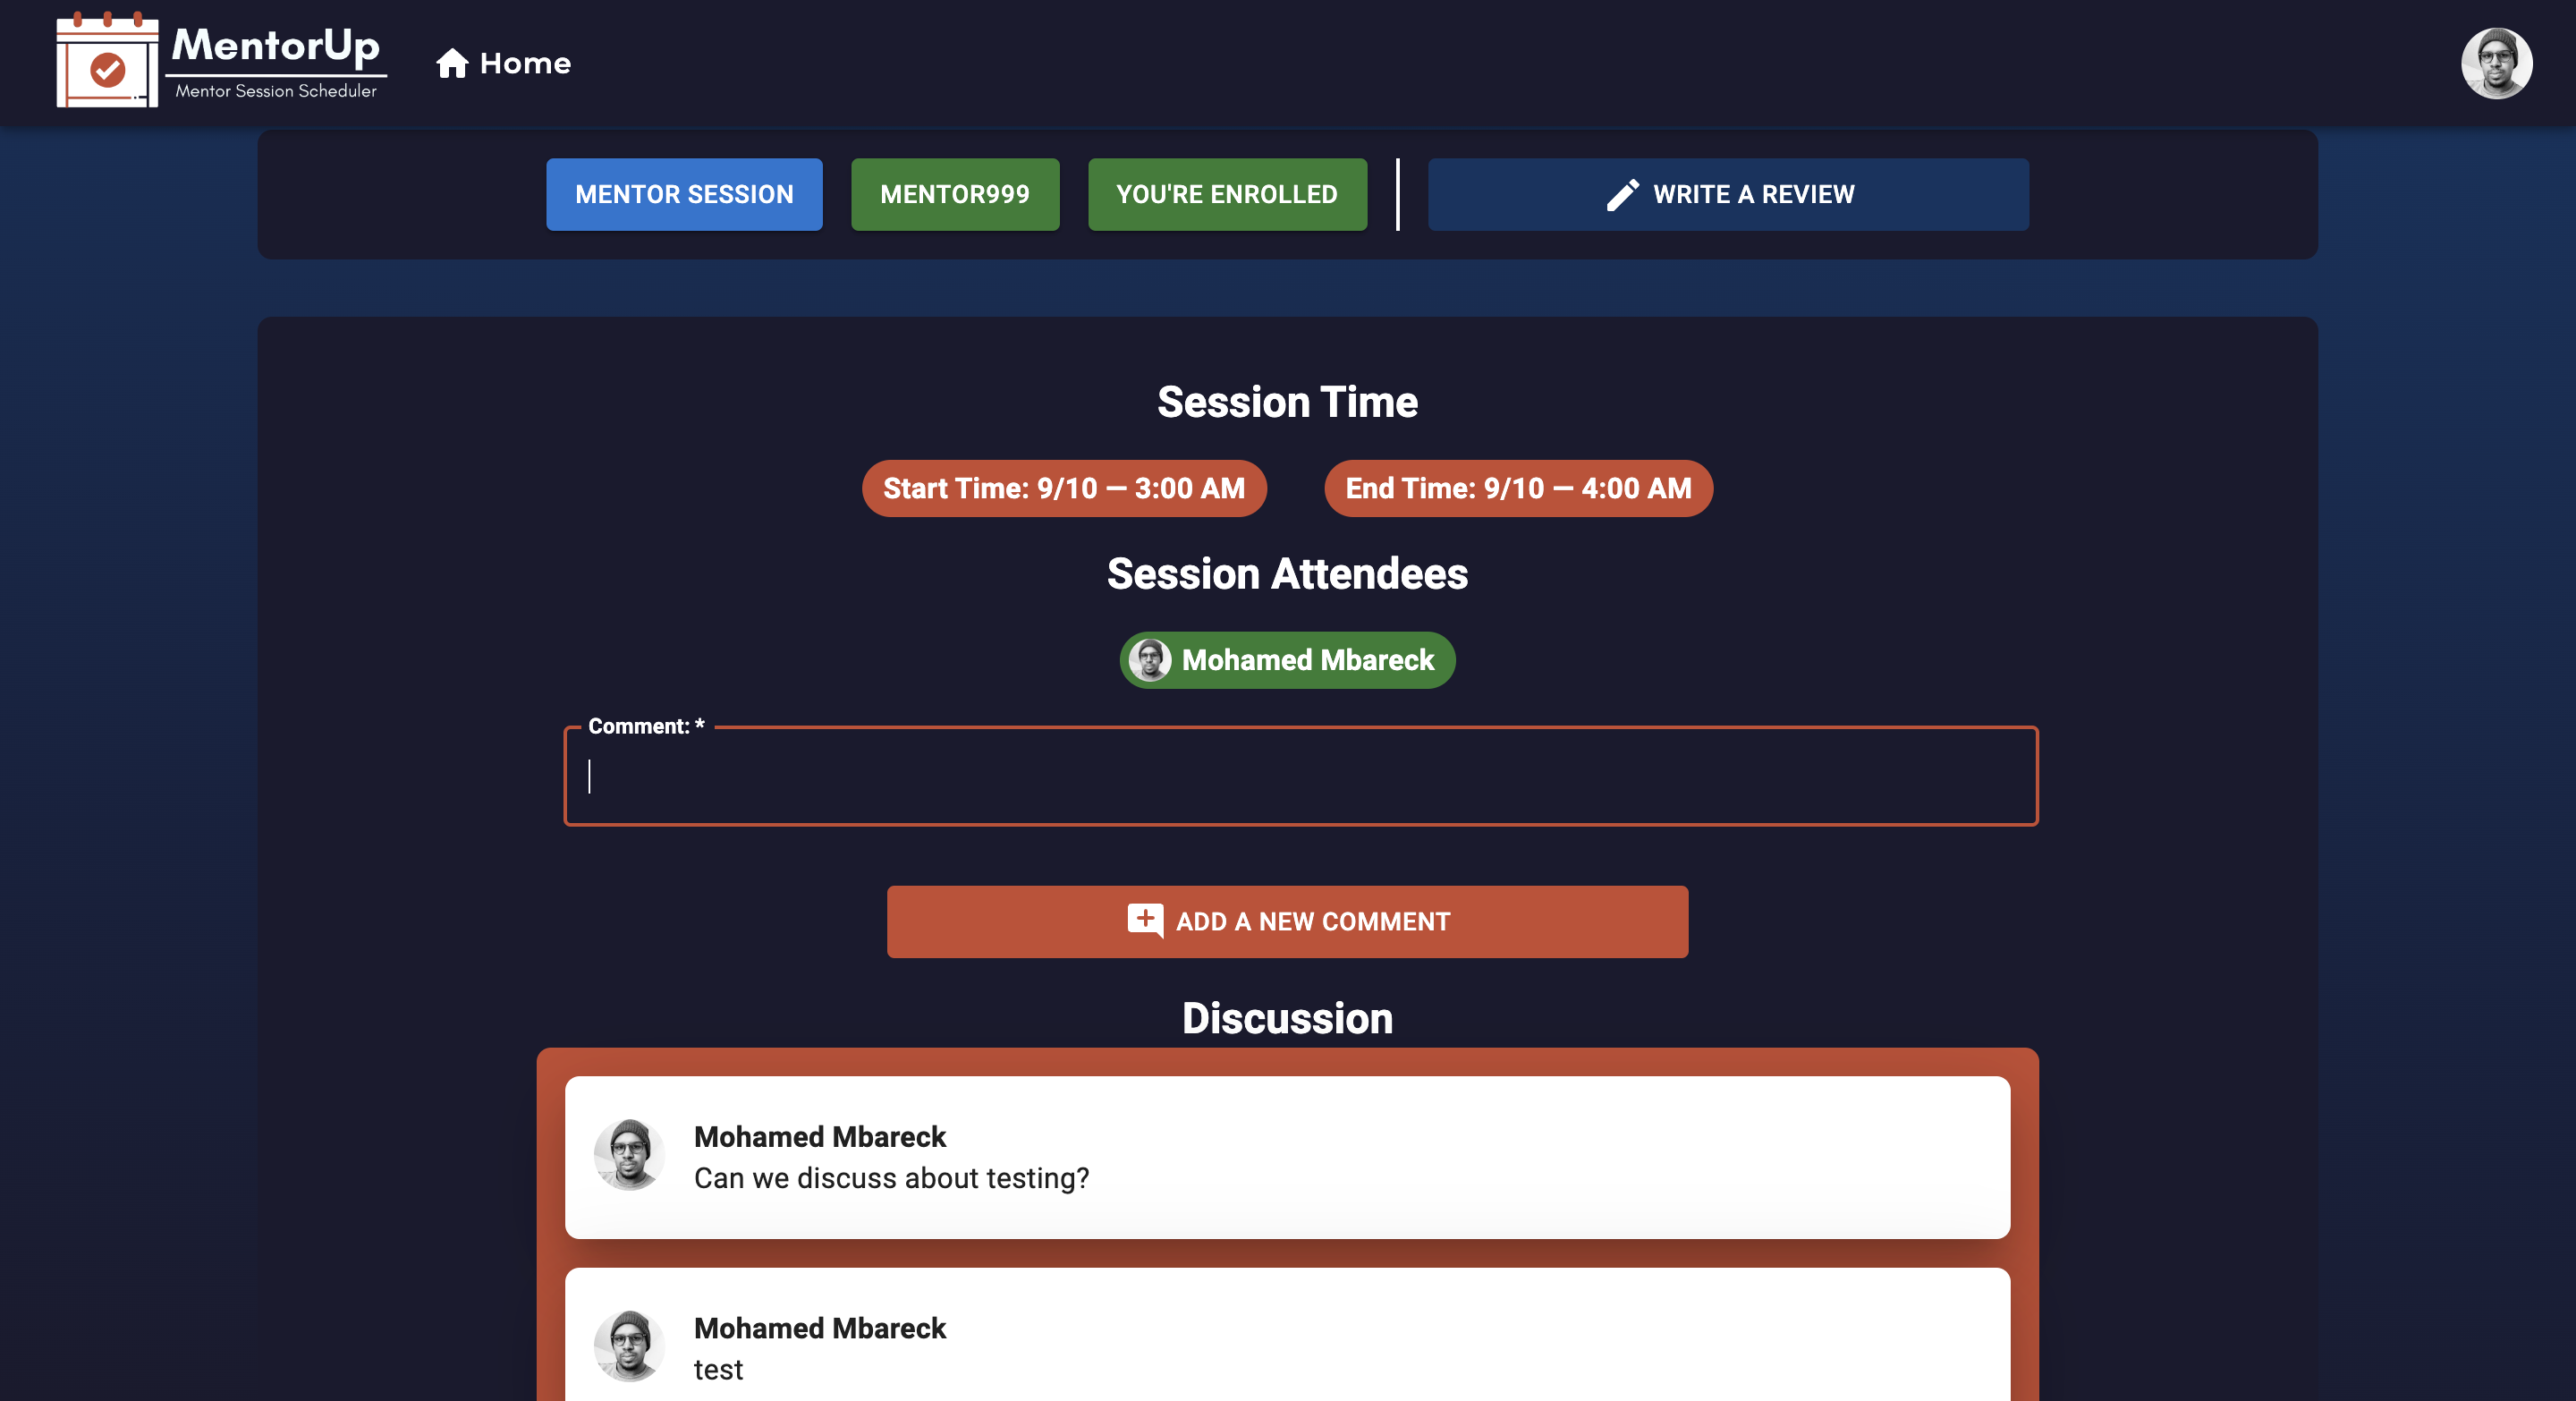 MentorUp
Mentor Session Scheduler
Home
MENTOR SESSION
MENTOR999
YOU'RE ENROLLED
WRITE A REVIEW
Session Time
Start Time: 9/10 — 3:00 AM
End Time: 9/10 — 4:00 AM
Session Attendees
Mohamed Mbareck
Comment: *
ADD A NEW COMMENT
Discussion
Mohamed Mbareck
Can we discuss about testing?
Mohamed Mbareck
test